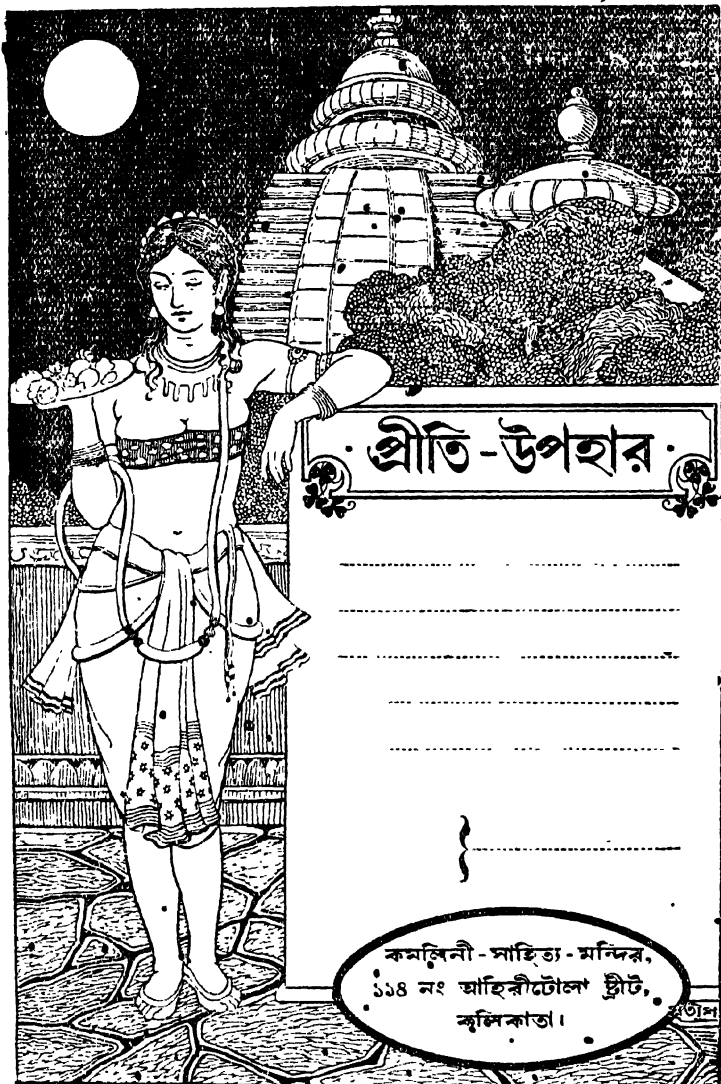 প্রীতি-উপহার
কমলিনী-সাহিত্য-মন্দির,
১১৪ নং আহিরীটোলা ষ্ট্রীট,
কলিকাতা।